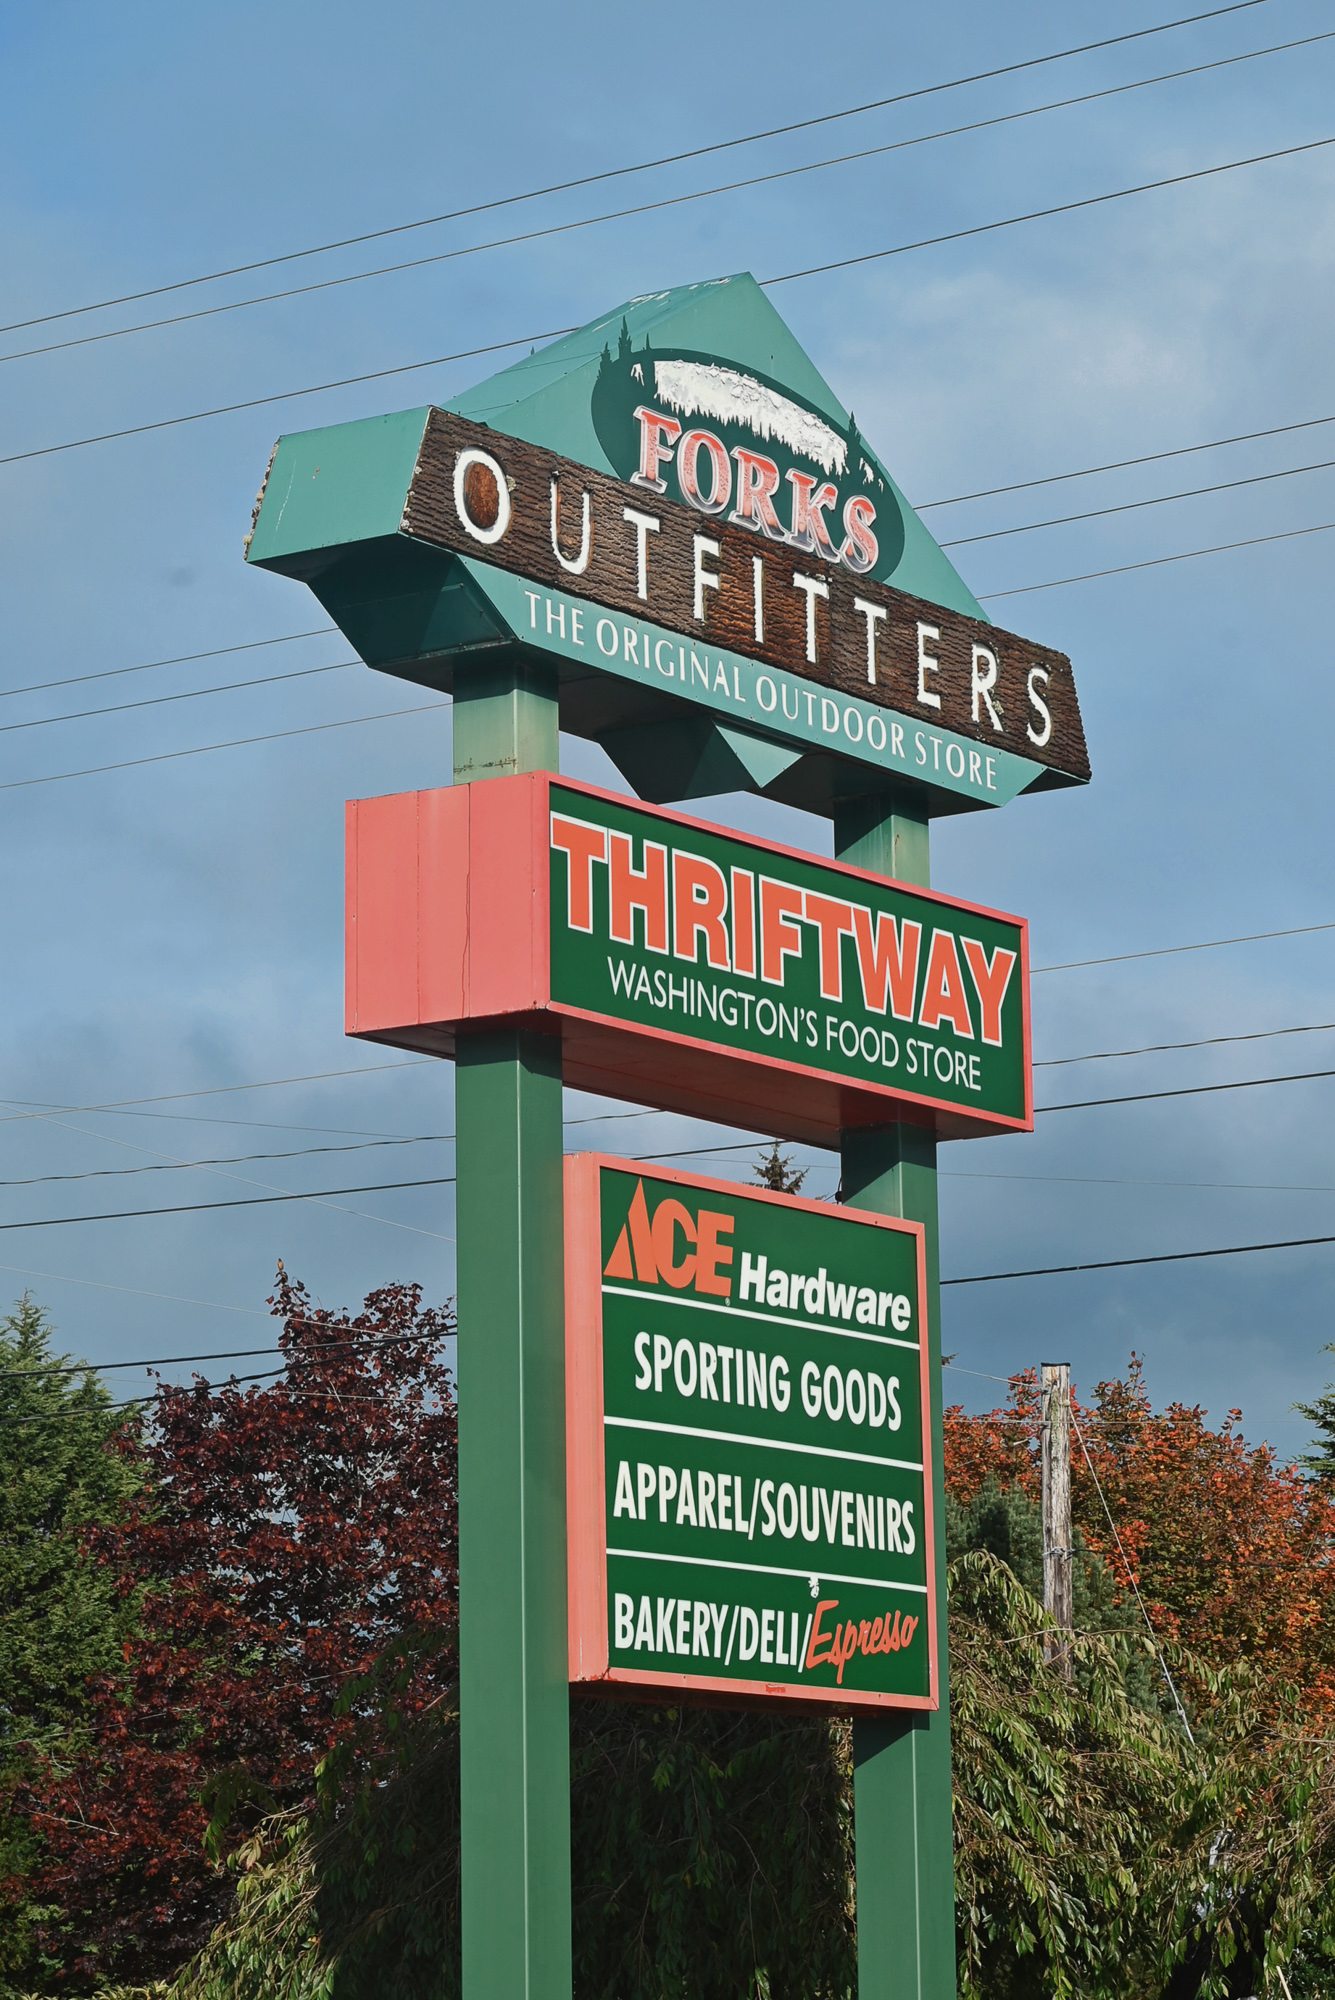 FORKS
OUTFITTERS
THE ORIGINAL OUTDOOR STORE
THRIFTWAY
WASHINGTON'S FOOD STORE
ACE Hardware
SPORTING GOODS
APPAREL/SOUVENIRS
BAKERY/DELI/Espresso